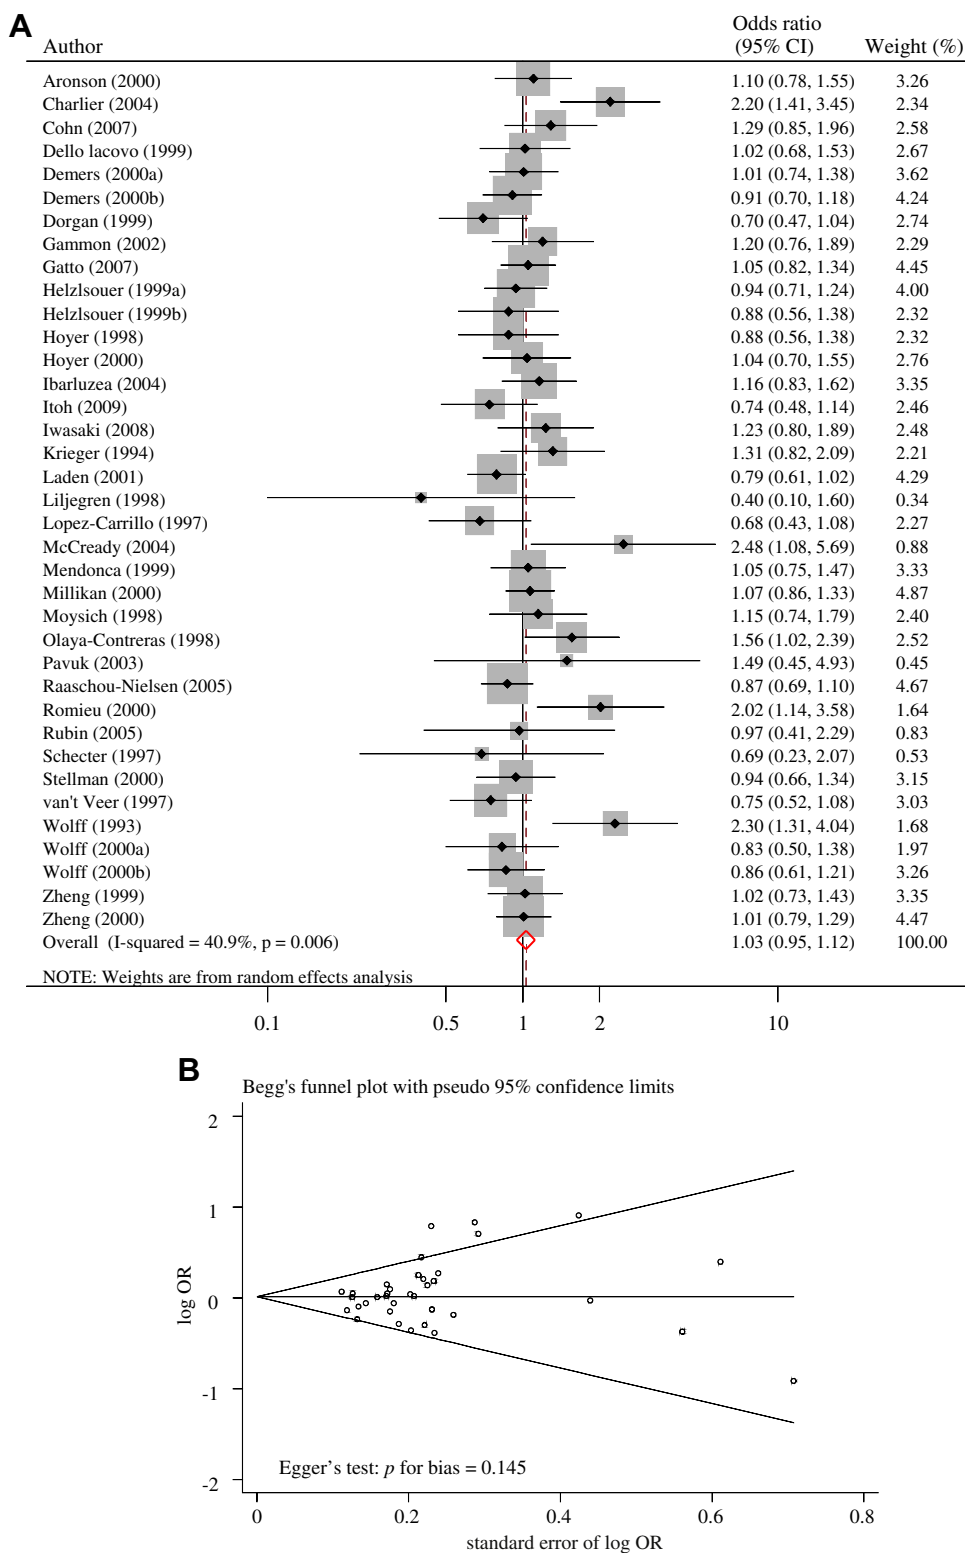 A
Odds ratio
Author (95% CI) Weight (%)
Aronson (2000) 1.10 (0.78, 1.55) 3.26
Charlier (2004) 2.20 (1.41, 3.45) 2.34
Cohn (2007) 1.29 (0.85, 1.96) 2.58
Dello Iacovo (1999) 1.02 (0.68, 1.53) 2.67
Demers (2000a) 1.01 (0.74, 1.38) 3.62
Demers (2000b) 0.91 (0.70, 1.18) 4.24
Dorgan (1999) 0.70 (0.47, 1.04) 2.74
Gammon (2002) 1.20 (0.76, 1.89) 2.29
Gatto (2007) 1.05 (0.82, 1.34) 4.45
Helzlsouer (1999a) 0.94 (0.71, 1.24) 4.00
Helzlsouer (1999b) 0.88 (0.56, 1.38) 2.32
Hoyer (1998) 0.88 (0.56, 1.38) 2.32
Hoyer (2000) 1.04 (0.70, 1.55) 2.76
Ibarluzea (2004) 1.16 (0.83, 1.62) 3.35
Itoh (2009) 0.74 (0.48, 1.14) 2.46
Iwasaki (2008) 1.23 (0.80, 1.89) 2.48
Krieger (1994) 1.31 (0.82, 2.09) 2.21
Laden (2001) 0.79 (0.61, 1.02) 4.29
Liljegren (1998) 0.40 (0.10, 1.60) 0.34
Lopez-Carrillo (1997) 0.68 (0.43, 1.08) 2.27
McCready (2004) 2.48 (1.08, 5.69) 0.88
Mendonca (1999) 1.05 (0.75, 1.47) 3.33
Millikan (2000) 1.07 (0.86, 1.33) 4.87
Moysich (1998) 1.15 (0.74, 1.79) 2.40
Olaya-Contreras (1998) 1.56 (1.02, 2.39) 2.52
Pavuk (2003) 1.49 (0.45, 4.93) 0.45
Raaschou-Nielsen (2005) 0.87 (0.69, 1.10) 4.67
Romieu (2000) 2.02 (1.14, 3.58) 1.64
Rubin (2005) 0.97 (0.41, 2.29) 0.83
Schecter (1997) 0.69 (0.23, 2.07) 0.53
Stellman (2000) 0.94 (0.66, 1.34) 3.15
van't Veer (1997) 0.75 (0.52, 1.08) 3.03
Wolff (1993) 2.30 (1.31, 4.04) 1.68
Wolff (2000a) 0.83 (0.50, 1.38) 1.97
Wolff (2000b) 0.86 (0.61, 1.21) 3.26
Zheng (1999) 1.02 (0.73, 1.43) 3.35
Zheng (2000) 1.01 (0.79, 1.29) 4.47
Overall (I-squared = 40.9%, p = 0.006) 1.03 (0.95, 1.12) 100.00
NOTE: Weights are from random effects analysis
0.1 0.5 1 2 10
B
Begg's funnel plot with pseudo 95% confidence limits
2
1
0
-1
-2
log OR
Egger's test: p for bias = 0.145
0 0.2 0.4 0.6 0.8
standard error of log OR